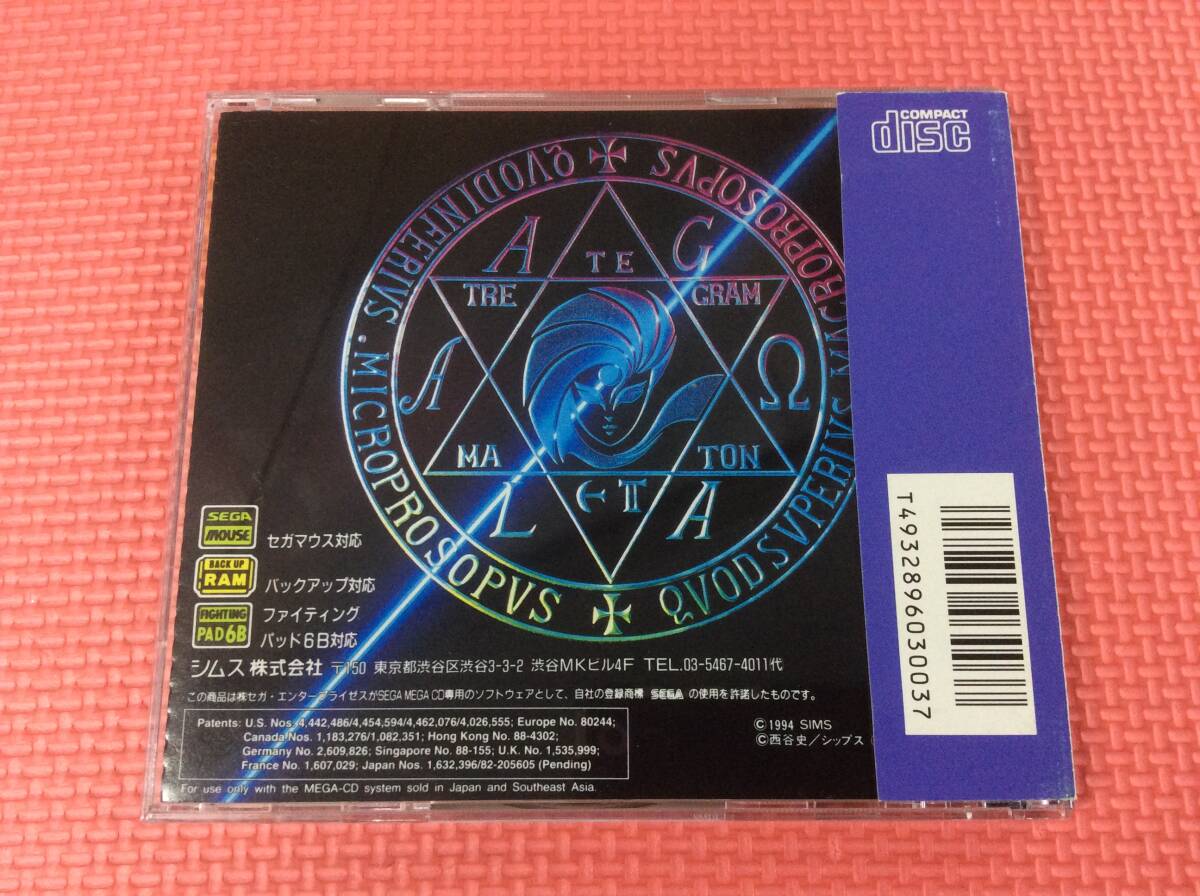 COMPACT
disc
QVODINFERIVS . MICROPROSOPVS
QVODSVPERIVS MACROPROSOPVS
A
G
TE
TRE
GRAM
A
Ω
MA
TON
L
A
SEGA
MOUSE
セガマウス対応
BACK UP
RAM
バックアップ対応
FIGHTING
PAD 6B
ファイティング
パッド6B対応
シムス株式会社 〒150 東京都渋谷区渋谷3-3-2 渋谷MKビル4F TEL.03-5467-4011代
この商品は㈱セガ・エンタープライゼスがSEGA MEGA CD専用のソフトウェアとして、自社の登録商標 SEGA の使用を許諾したものです。
Patents: U.S. Nos. 4,442,486/4,454,594/4,462,076/4,026,555; Europe No. 80244;
Canada Nos. 1,183,276/1,082,351; Hong Kong No. 88-4302;
Germany No. 2,609,826; Singapore No. 88-155; U.K. No. 1,535,999;
France No. 1,607,029; Japan Nos. 1,632,396/82-205605 (Pending)
For use only with the MEGA-CD system sold in Japan and Southeast Asia.
©1994 SIMS
©西谷史/シップス
T4932896030037